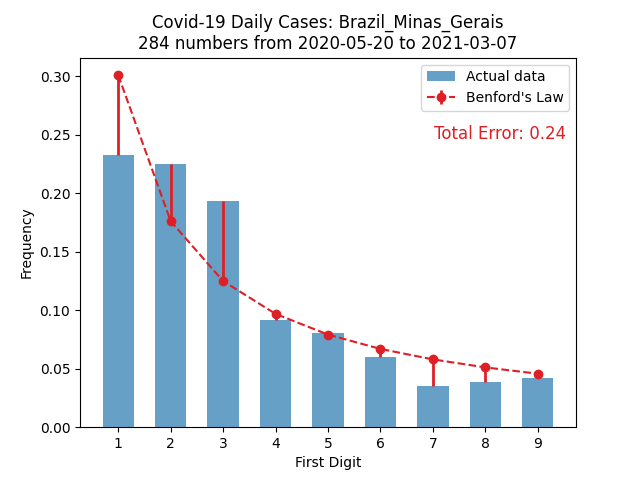 Covid-19 Daily Cases: Brazil_Minas_Gerais
284 numbers from 2020-05-20 to 2021-03-07
Actual data
Benford's Law
Total Error: 0.24
0.30
0.25
0.20
0.15
0.10
0.05
0.00
Frequency
1 2 3 4 5 6 7 8 9
First Digit